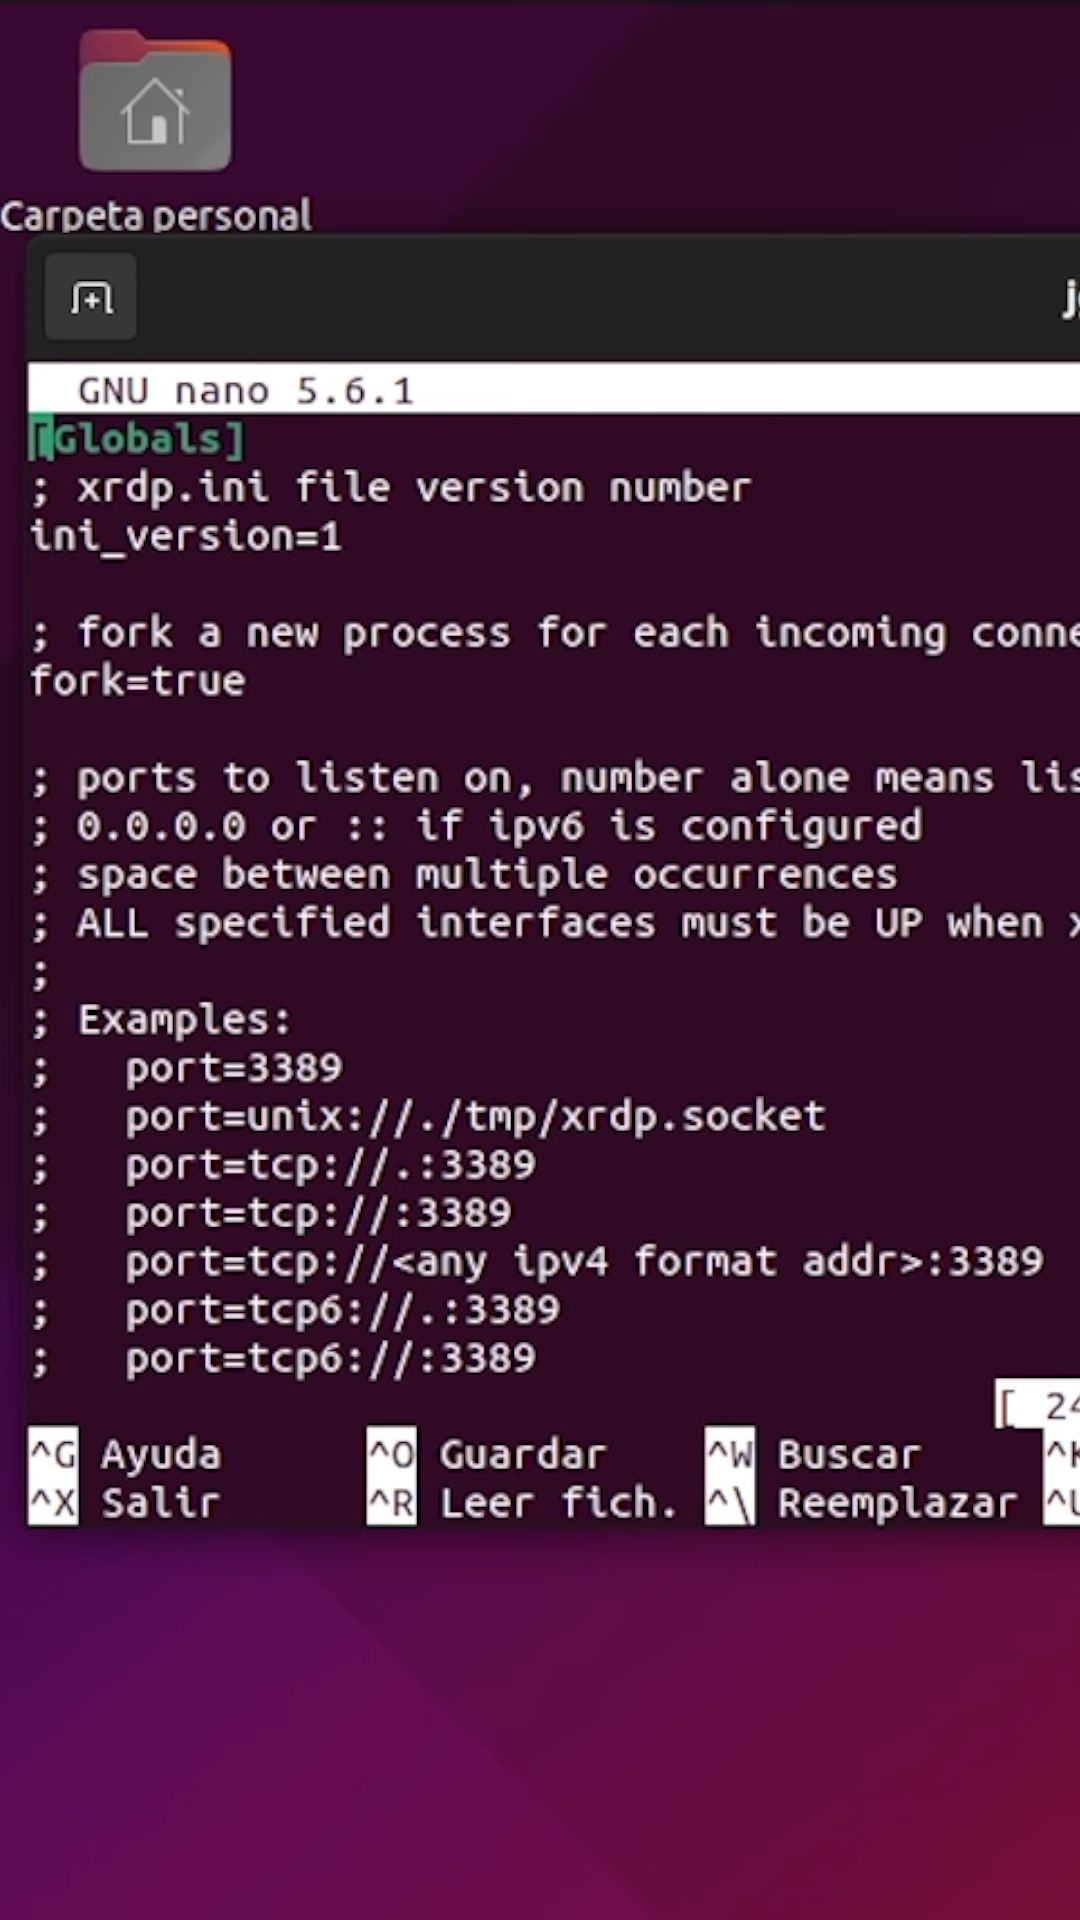 Carpeta personal
GNU nano 5.6.1
[Globals]
; xrdp.ini file version number
ini_version=1
; fork a new process for each incoming
fork=true
; ports to listen on, number alone means
; 0.0.0.0 or :: if ipv6 is configured
; space between multiple occurrences
; ALL specified interfaces must be UP when
;
; Examples:
;   port=3389
;   port=unix://./tmp/xrdp.socket
;   port=tcp://.:3389
;   port=tcp://:3389
;   port=tcp://<any ipv4 format addr>:3389
;   port=tcp6://.:3389
;   port=tcp6://:3389
[ 24
^G Ayuda ^O Guardar ^W Buscar ^K
^X Salir ^R Leer fich. ^\ Reemplazar ^U